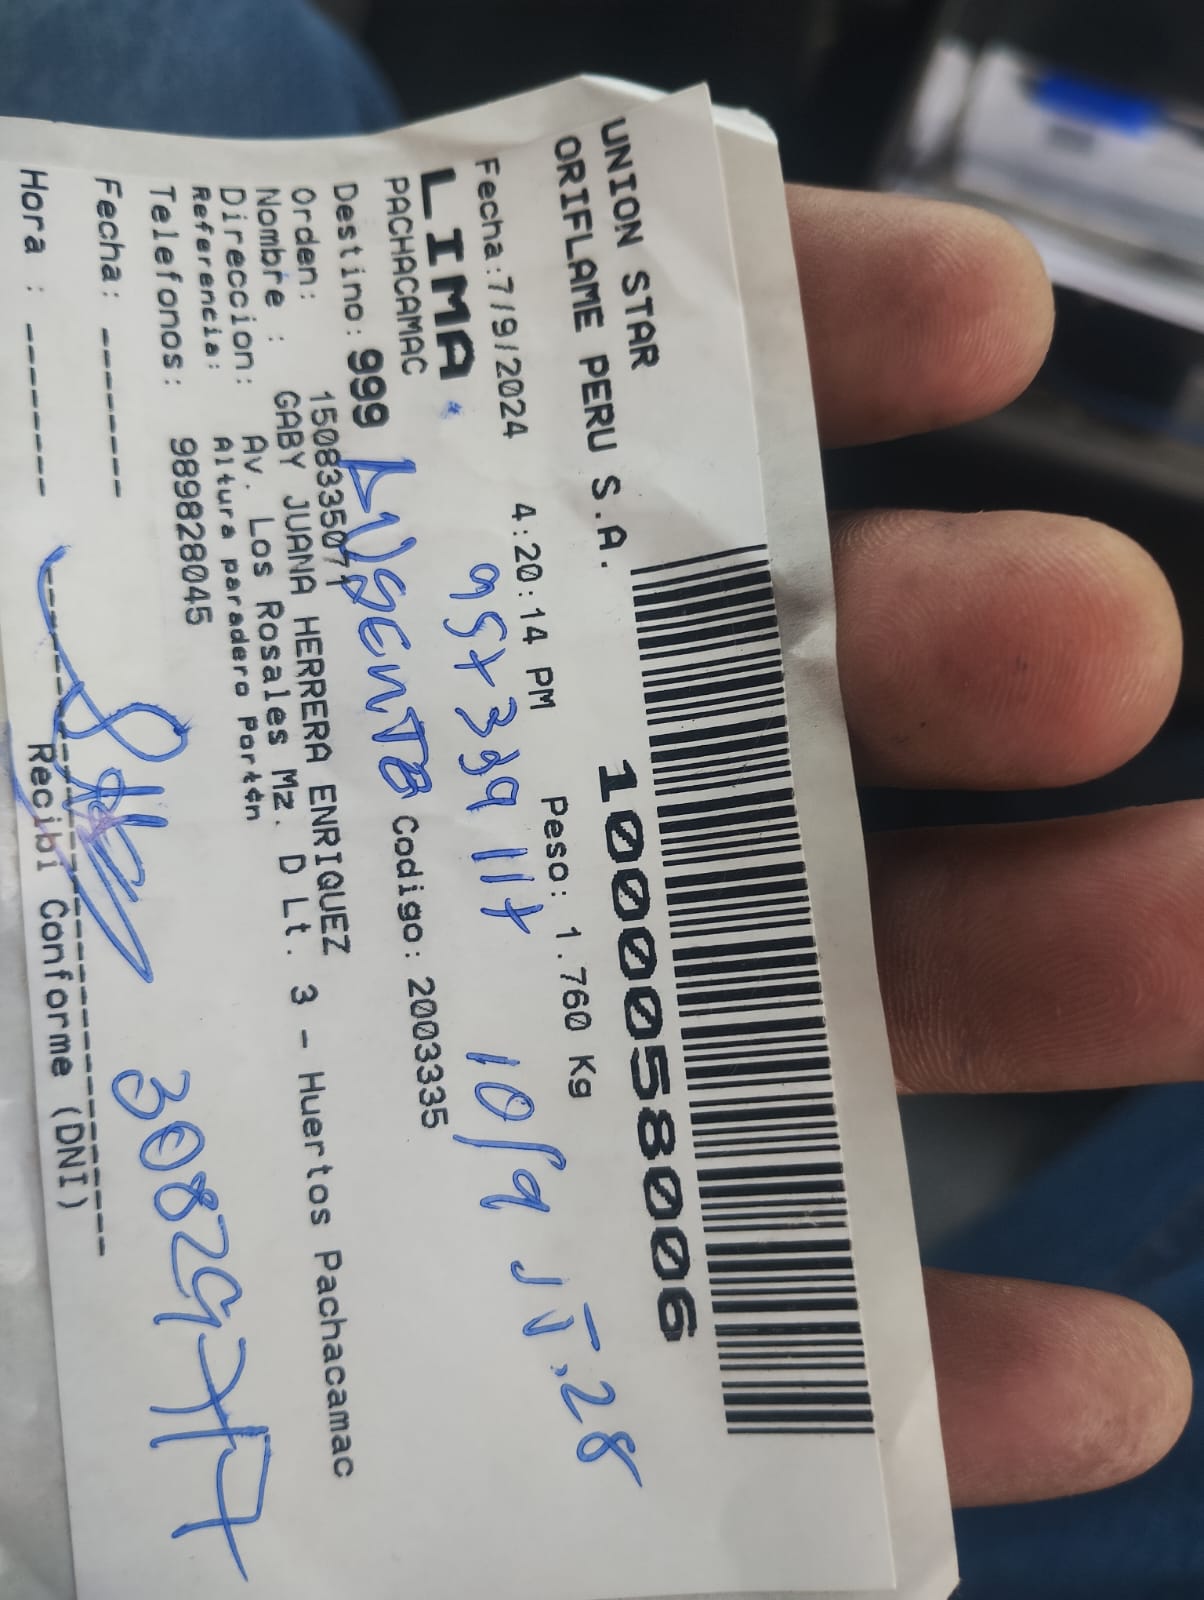 UNION STAR
ORIFLAME PERU S.A.
1000058006
Fecha:7/9/2024 4:20:14 PM Peso: 1.760 Kg
LIMA
PACHACAMAC
10/9
Destino: 999 AUSENTE Codigo: 2003335
Orden: 1508335071
Nombre : GABY JUANA HERRERA ENRIQUEZ
Direccion: Av. Los Rosales Mz. D Lt. 3 - Huertos Pachacamac
Referencia: Altura paradero Portón
Telefonos: 989828045
Fecha: ------
Hora : -------
Recibi Conforme (DNI)